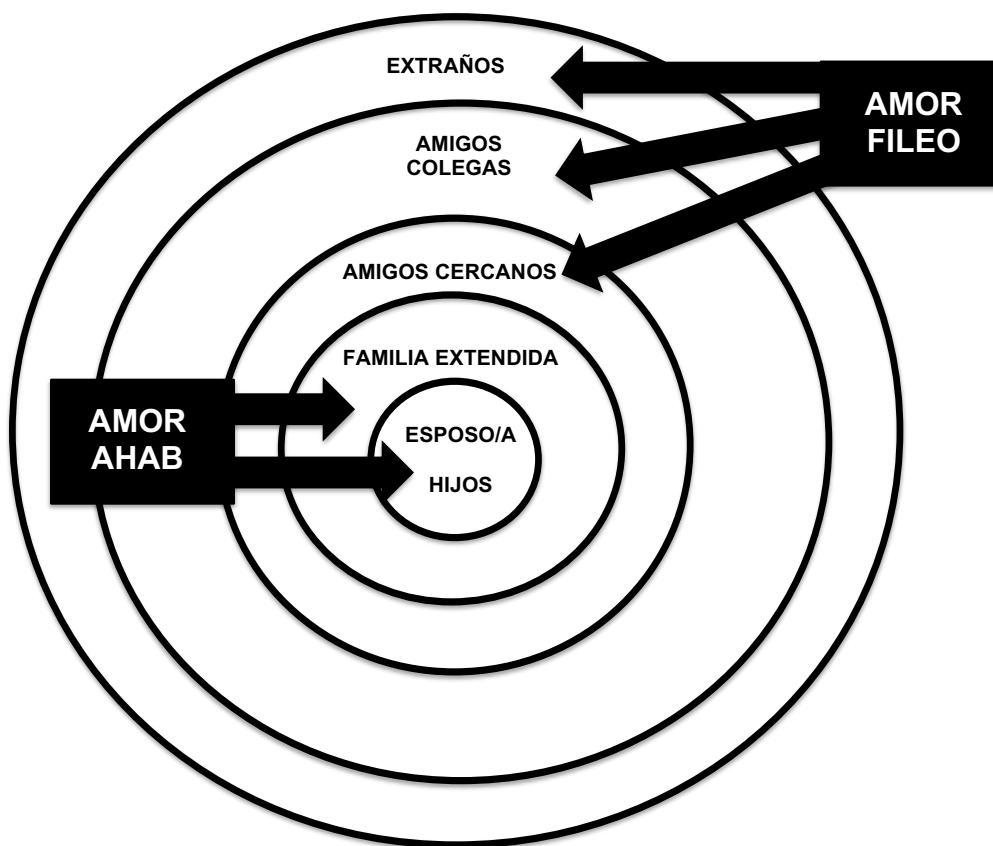 EXTRAÑOS
AMOR
FILEO
AMIGOS
COLEGAS
AMIGOS CERCANOS
FAMILIA EXTENDIDA
AMOR
AHAB
ESPOSO/A
HIJOS